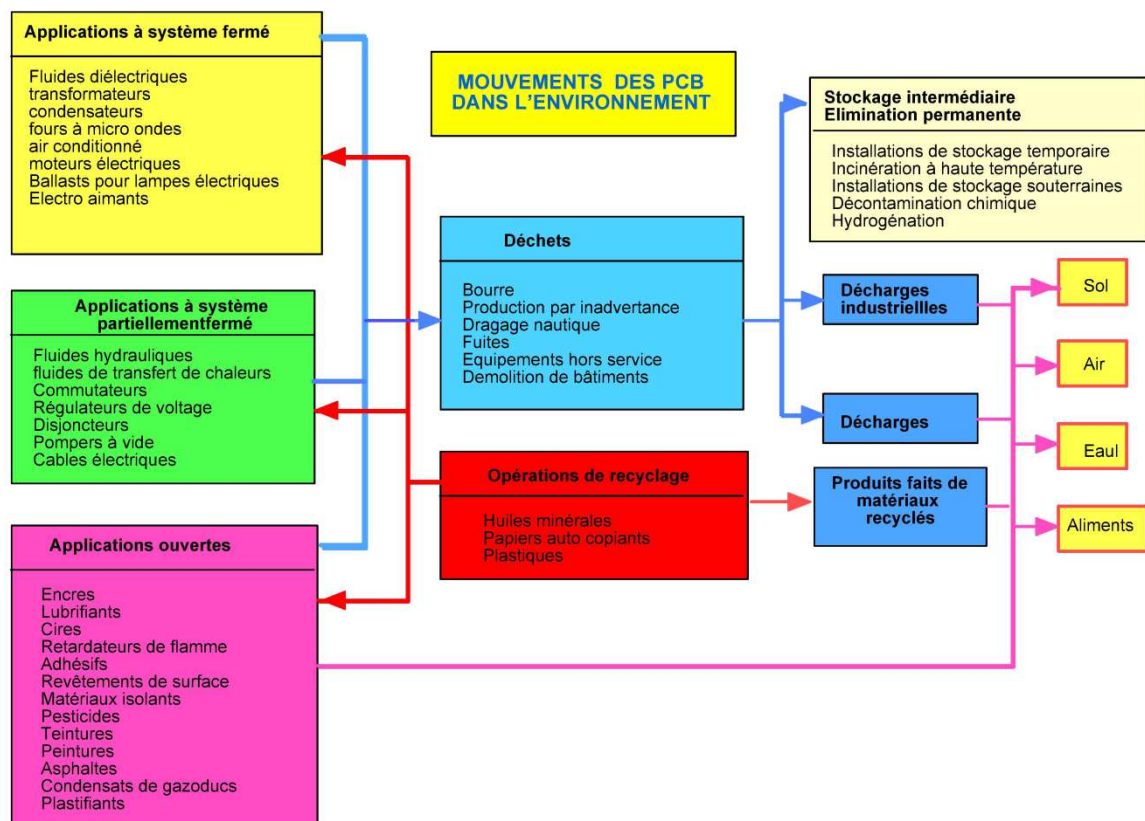 Applications à système fermé
Fluides diélectriques
transformateurs
condensateurs
fours à micro ondes
air conditionné
moteurs électriques
Ballasts pour lampes électriques
Electro aimants
Applications à système
partiellementfermé
Fluides hydrauliques
fluides de transfert de chaleurs
Commutateurs
Régulateurs de voltage
Disjoncteurs
Pompers à vide
Cables électriques
Applications ouvertes
Encres
Lubrifiants
Cires
Retardateurs de flamme
Adhésifs
Revêtements de surface
Matériaux isolants
Pesticides
Teintures
Peintures
Asphaltes
Condensats de gazoducs
Plastifiants
MOUVEMENTS DES PCB
DANS L'ENVIRONNEMENT
Déchets
Bourre
Production par inadvertance
Dragage nautique
Fuites
Equipements hors service
Demolition de bâtiments
Opérations de recyclage
Huiles minérales
Papiers auto copiants
Plastiques
Stockage intermédiaire
Elimination permanente
Installations de stockage temporaire
Incinération à haute température
Installations de stockage souterraines
Décontamination chimique
Hydrogénation
Décharges
industriellles
Décharges
Produits faits de
matériaux
recyclés
Sol
Air
Eaul
Aliments